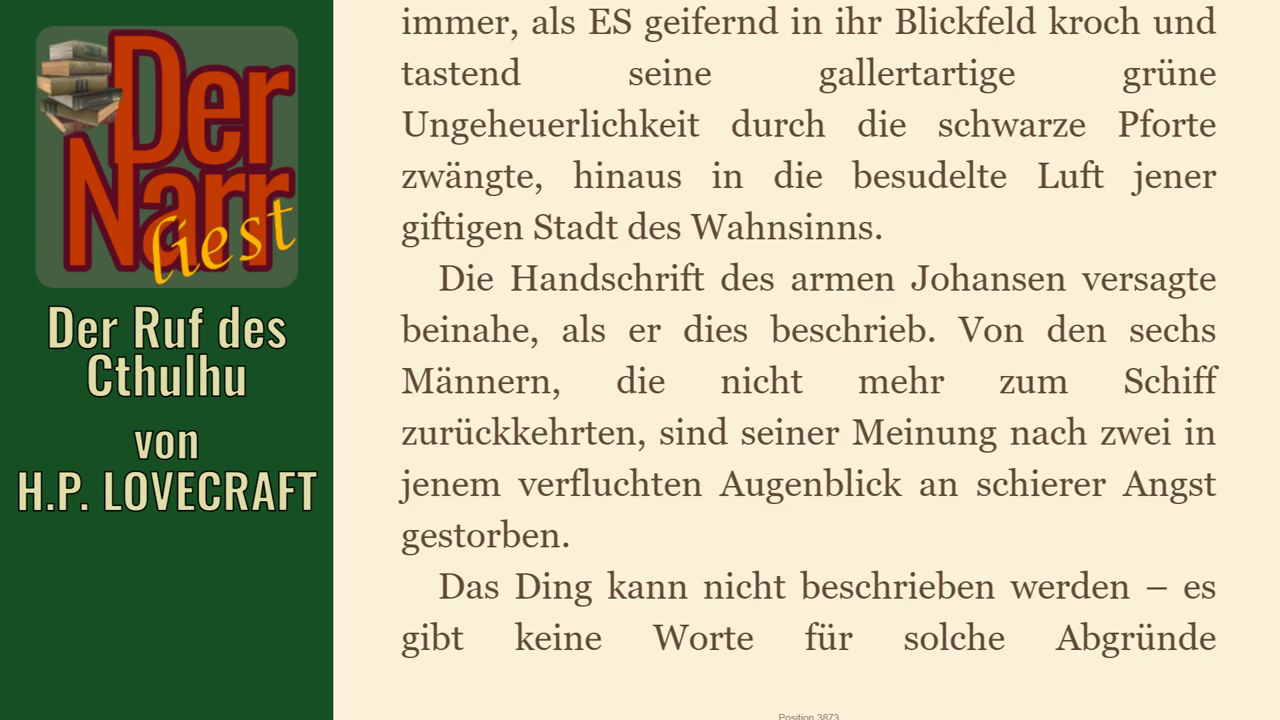 Der
Narr
liest
Der Ruf des
Cthulhu
von
H.P. LOVECRAFT
immer, als ES geifernd in ihr Blickfeld kroch und
tastend seine gallertartige grüne
Ungeheuerlichkeit durch die schwarze Pforte
zwängte, hinaus in die besudelte Luft jener
giftigen Stadt des Wahnsinns.
Die Handschrift des armen Johansen versagte
beinahe, als er dies beschrieb. Von den sechs
Männern, die nicht mehr zum Schiff
zurückkehrten, sind seiner Meinung nach zwei in
jenem verfluchten Augenblick an schierer Angst
gestorben.
Das Ding kann nicht beschrieben werden – es
gibt keine Worte für solche Abgründe
Position 3873